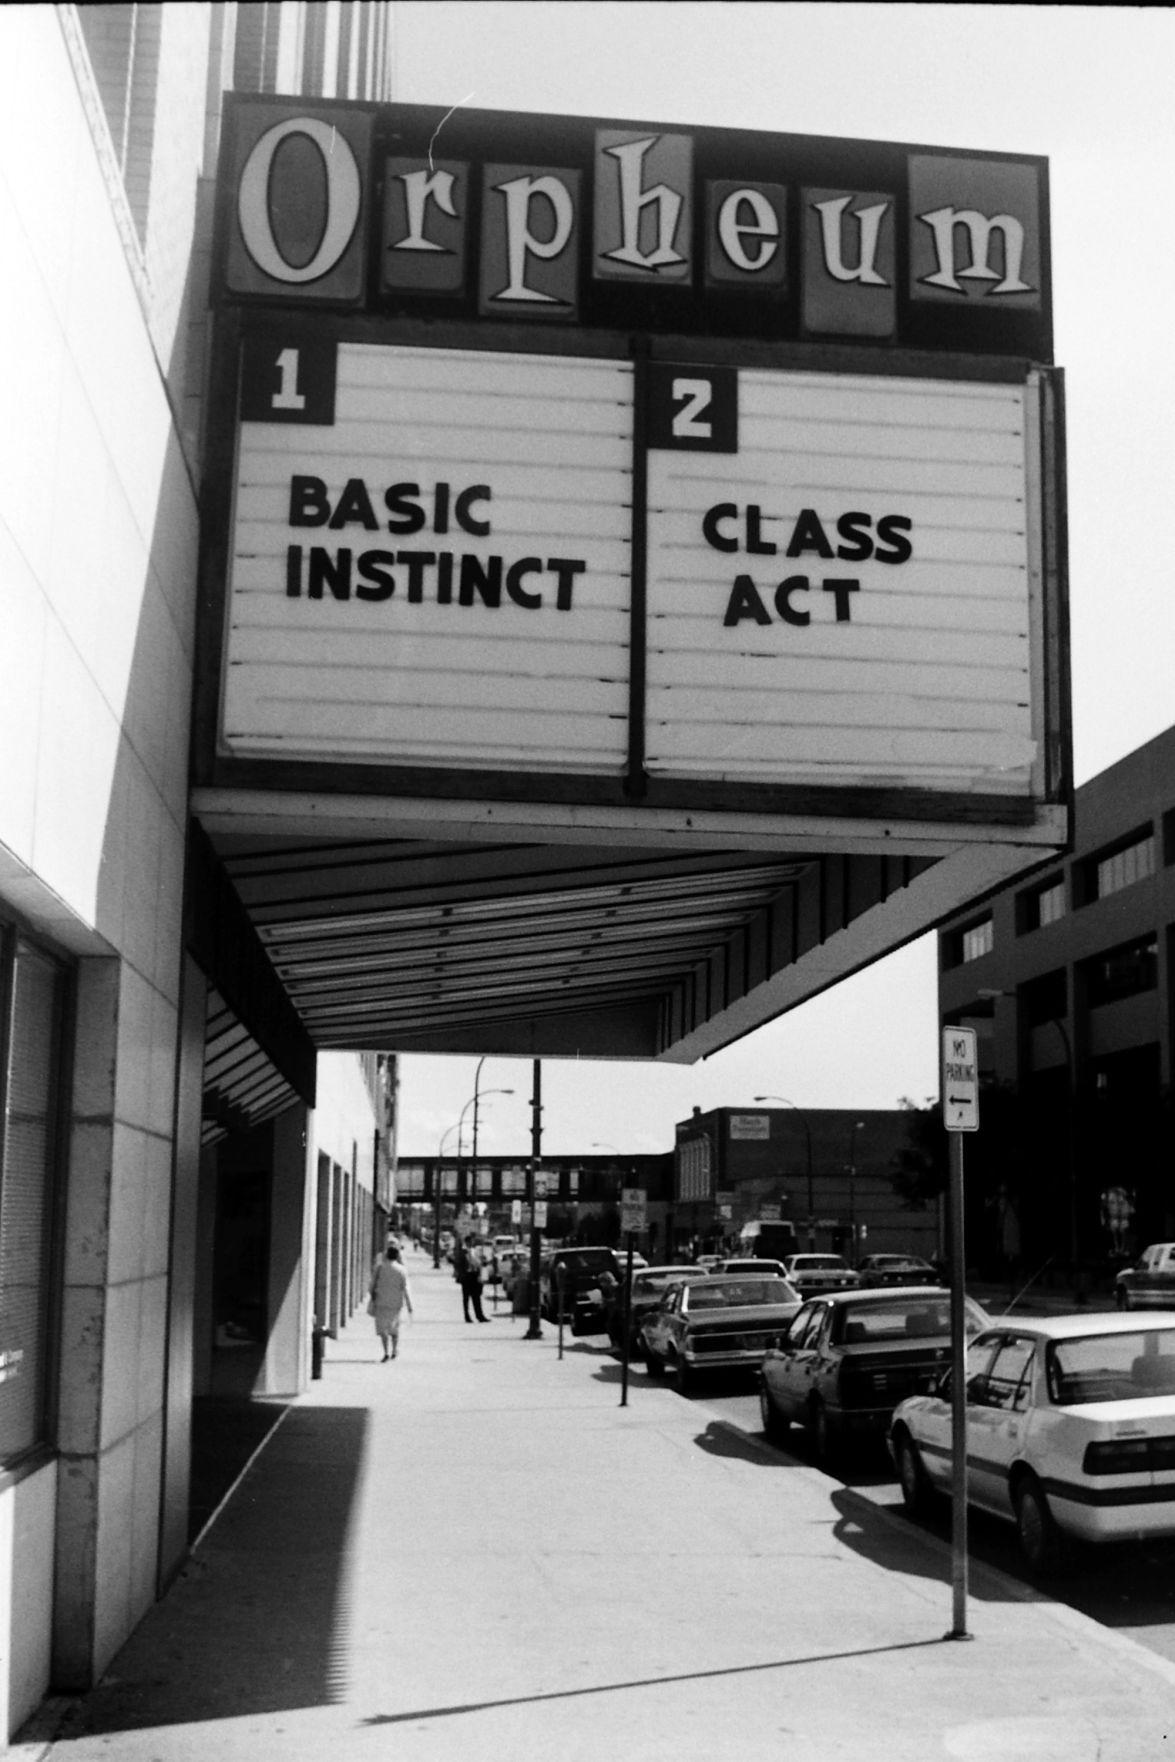 Orpheum
1
BASIC
INSTINCT
2
CLASS
ACT
NO
PARKING